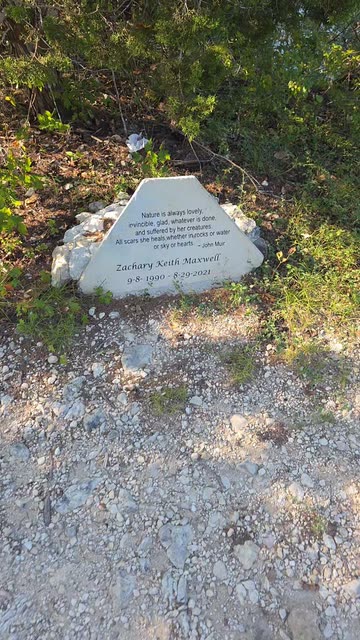 Nature is always lovely,
invincible, glad, whatever is done,
and suffered by her creatures.
All scars she heals,whether in rocks or water
or sky or hearts. ~ John Muir
Zachary Keith Maxwell
9-8-1990 - 8-29-2021